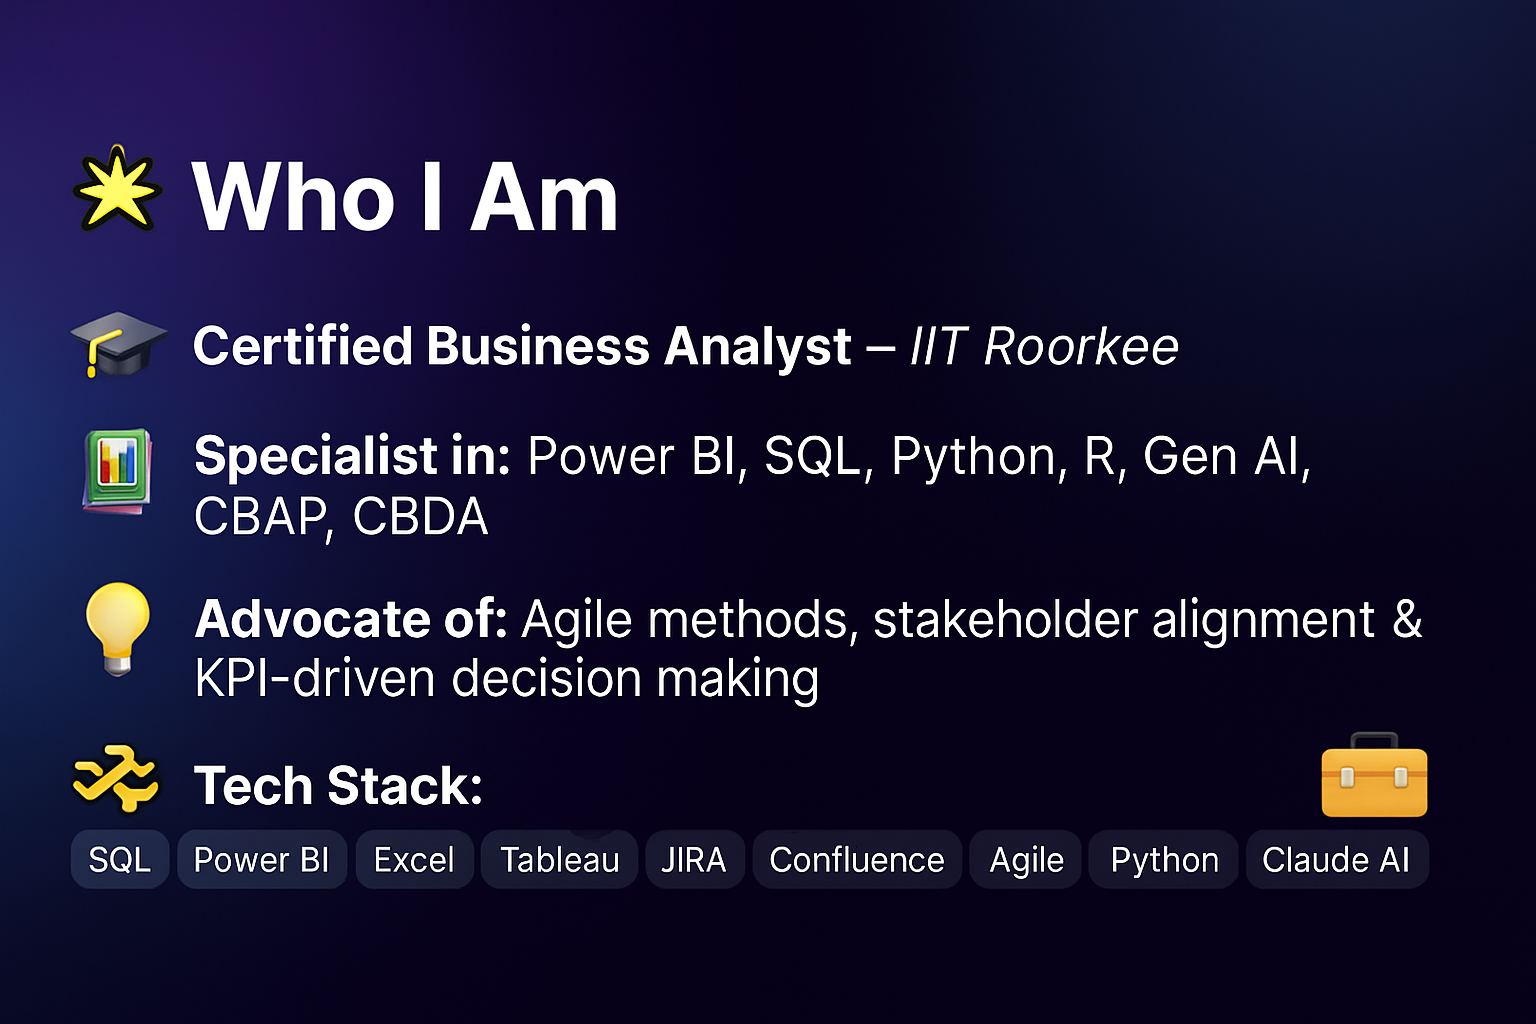 Who I Am
Certified Business Analyst – IIT Roorkee
Specialist in: Power BI, SQL, Python, R, Gen AI,
CBAP, CBDA
Advocate of: Agile methods, stakeholder alignment &
KPI-driven decision making
Tech Stack:
SQL Power BI Excel Tableau JIRA Confluence Agile Python Claude AI